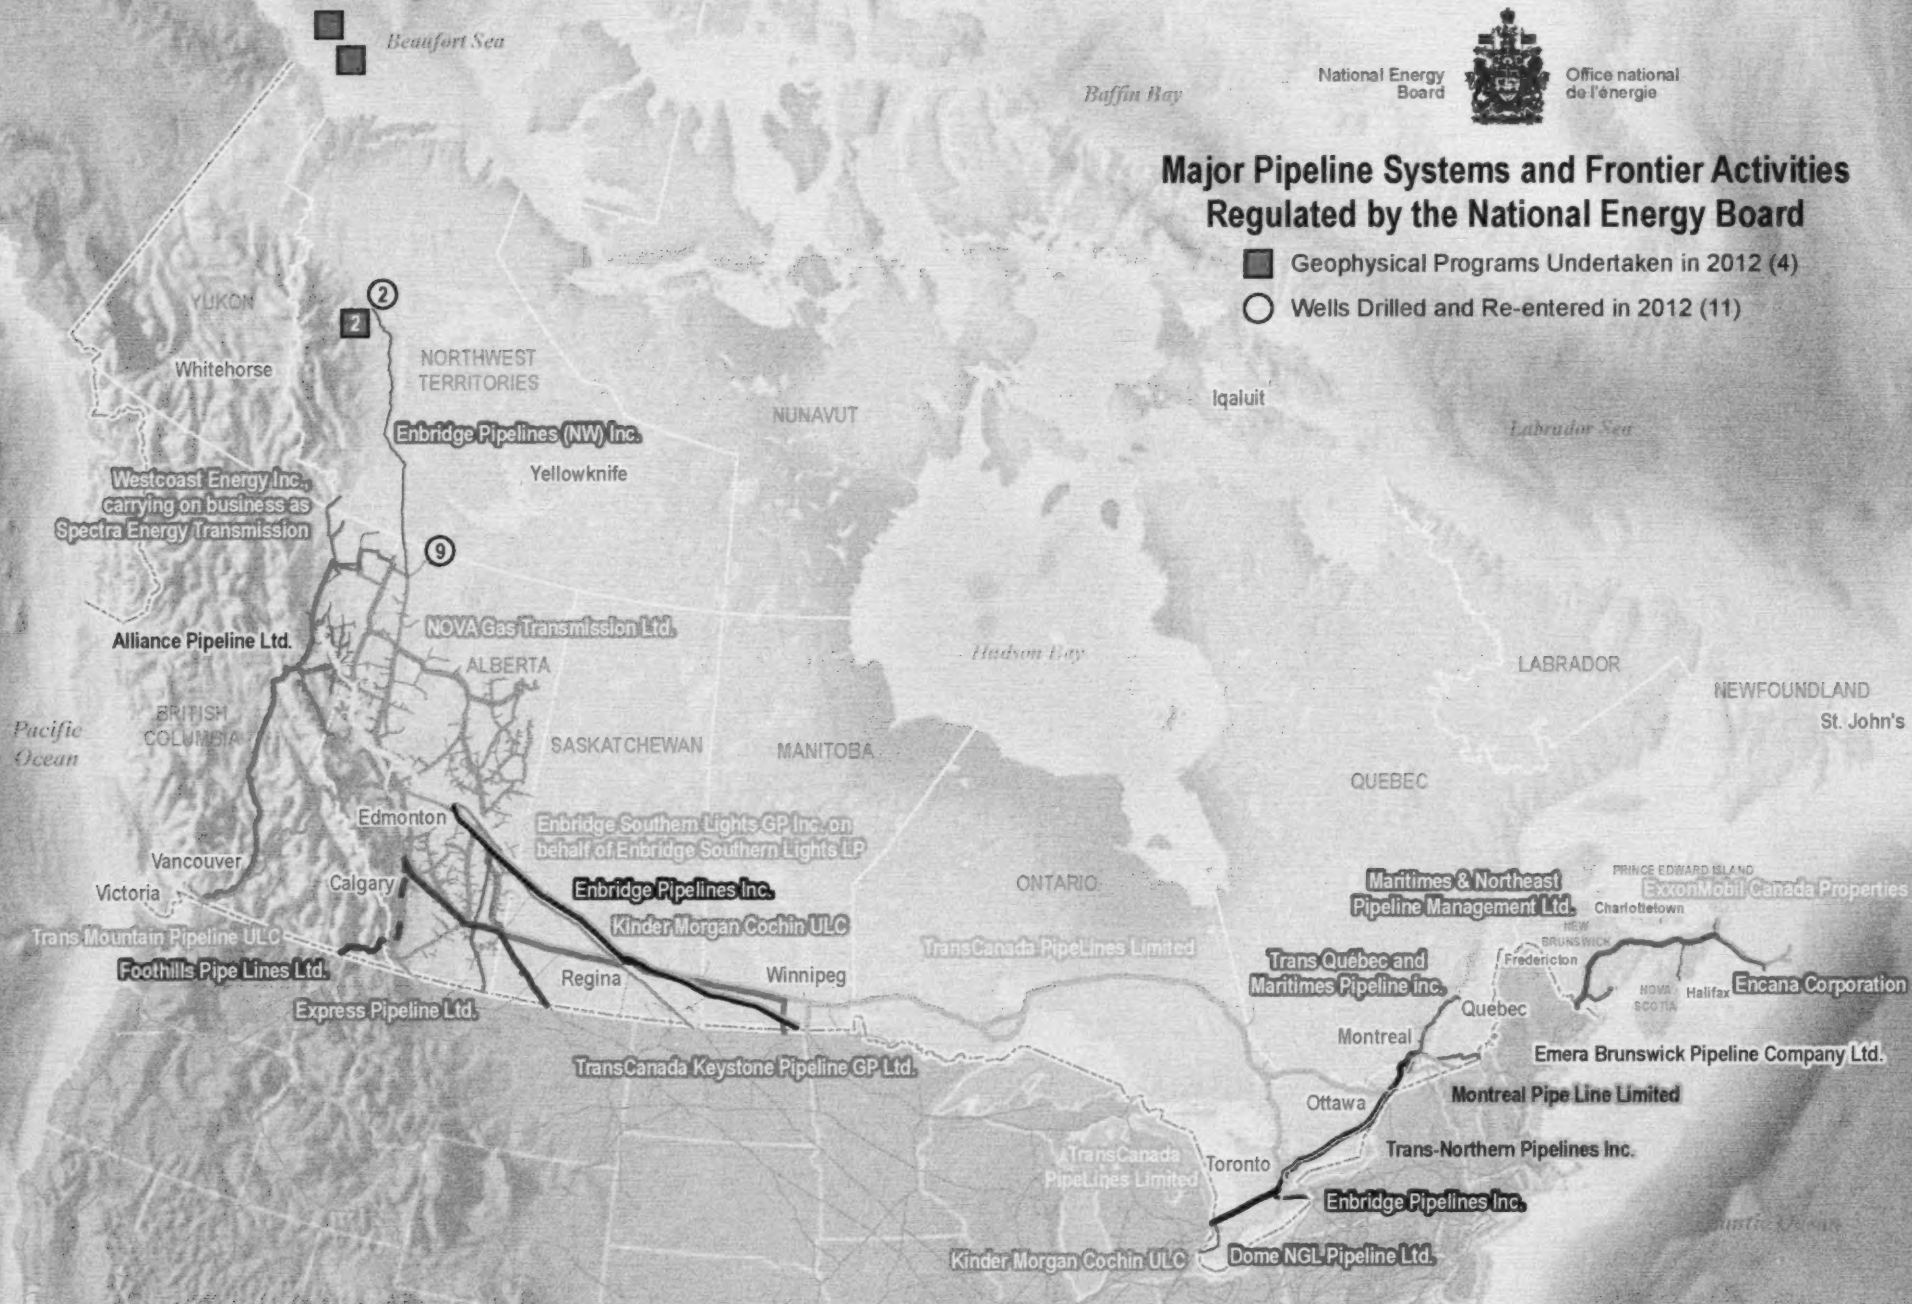 Beaufort Sea
Baffin Bay
National Energy
Board
Office national
de l'énergie
Major Pipeline Systems and Frontier Activities
Regulated by the National Energy Board
Geophysical Programs Undertaken in 2012 (4)
Wells Drilled and Re-entered in 2012 (11)
YUKON
2
2
Whitehorse
NORTHWEST
TERRITORIES
NUNAVUT
Iqaluit
Labrador Sea
Enbridge Pipelines (NW) Inc.
Yellowknife
Westcoast Energy Inc.,
carrying on business as
Spectra Energy Transmission
9
NOVA Gas Transmission Ltd.
Alliance Pipeline Ltd.
ALBERTA
Hudson Bay
LABRADOR
NEWFOUNDLAND
St. John's
Pacific
Ocean
BRITISH
COLUMBIA
SASKATCHEWAN
MANITOBA
QUEBEC
Edmonton
Enbridge Southern Lights GP Inc. on
behalf of Enbridge Southern Lights LP
Vancouver
Victoria
Calgary
Enbridge Pipelines Inc.
ONTARIO
Maritimes & Northeast
Pipeline Management Ltd.
PRINCE EDWARD ISLAND
ExxonMobil Canada Properties
Charlottetown
Kinder Morgan Cochin ULC
NEW
BRUNSWICK
Trans Mountain Pipeline ULC
TransCanada PipeLines Limited
Fredericton
Foothills Pipe Lines Ltd.
Regina
Winnipeg
Trans Québec and
Maritimes Pipeline inc.
NOVA
SCOTIA
Halifax
Encana Corporation
Express Pipeline Ltd.
Quebec
Montreal
Emera Brunswick Pipeline Company Ltd.
TransCanada Keystone Pipeline GP Ltd.
Ottawa
Montreal Pipe Line Limited
TransCanada
PipeLines Limited
Toronto
Trans-Northern Pipelines Inc.
Enbridge Pipelines Inc.
Atlantic Ocean
Kinder Morgan Cochin ULC
Dome NGL Pipeline Ltd.